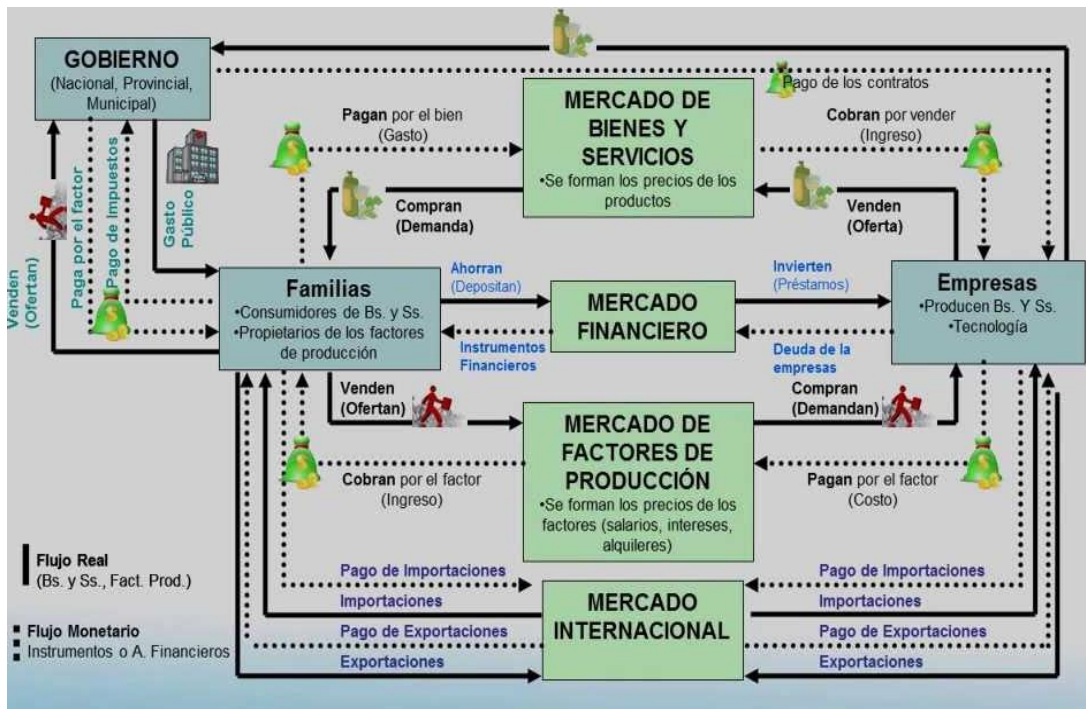 GOBIERNO
(Nacional, Provincial,
Municipal)
Pago de los contratos
Pagan por el bien
(Gasto)
MERCADO DE
BIENES Y
SERVICIOS
•Se forman los precios de los
productos
Cobran por vender
(Ingreso)
Compran
(Demanda)
Venden
(Oferta)
Venden
(Ofertan)
Paga por el factor
Pago de Impuestos
Gasto
Público
Familias
•Consumidores de Bs. y Ss.
•Propietarios de los factores
de producción
Ahorran
(Depositan)
MERCADO
FINANCIERO
Invierten
(Préstamos)
Empresas
•Producen Bs. Y Ss.
•Tecnología
Instrumentos
Financieros
Deuda de la
empresas
Venden
(Ofertan)
Compran
(Demandan)
MERCADO DE
FACTORES DE
PRODUCCIÓN
• Se forman los precios de los
factores (salarios, intereses,
alquileres)
Cobran por el factor
(Ingreso)
Pagan por el factor
(Costo)
Flujo Real
(Bs. y Ss., Fact. Prod.)
Flujo Monetario
Instrumentos o A. Financieros
Pago de Importaciones
Importaciones
Pago de Exportaciones
Exportaciones
MERCADO
INTERNACIONAL
Pago de Importaciones
Importaciones
Pago de Exportaciones
Exportaciones